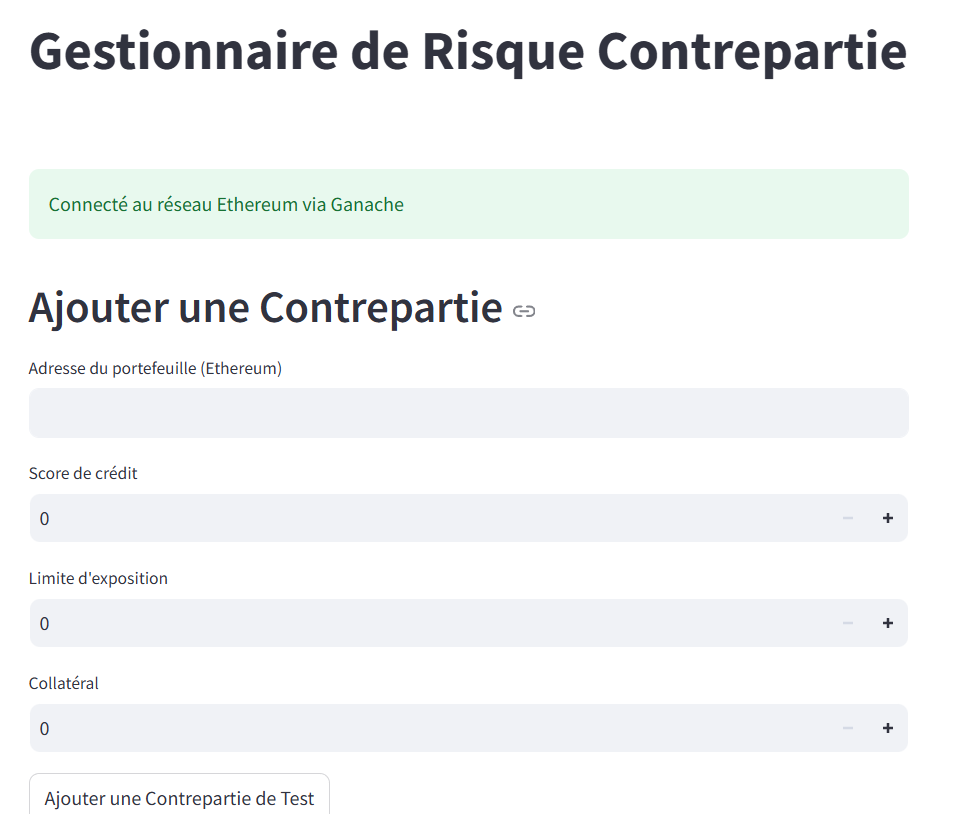 Gestionnaire de Risque Contrepartie
Connecté au réseau Ethereum via Ganache
Ajouter une Contrepartie
Adresse du portefeuille (Ethereum)
Score de crédit
0
Limite d'exposition
0
Collatéral
0
Ajouter une Contrepartie de Test